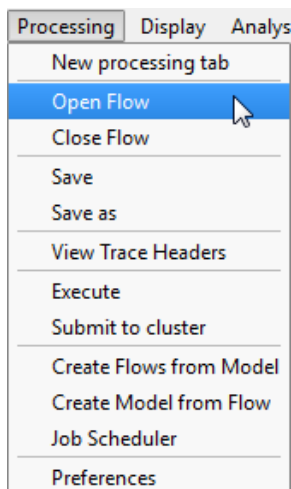 Processing Display Analys
New processing tab
Open Flow
Close Flow
Save
Save as
View Trace Headers
Execute
Submit to cluster
Create Flows from Model
Create Model from Flow
Job Scheduler
Preferences